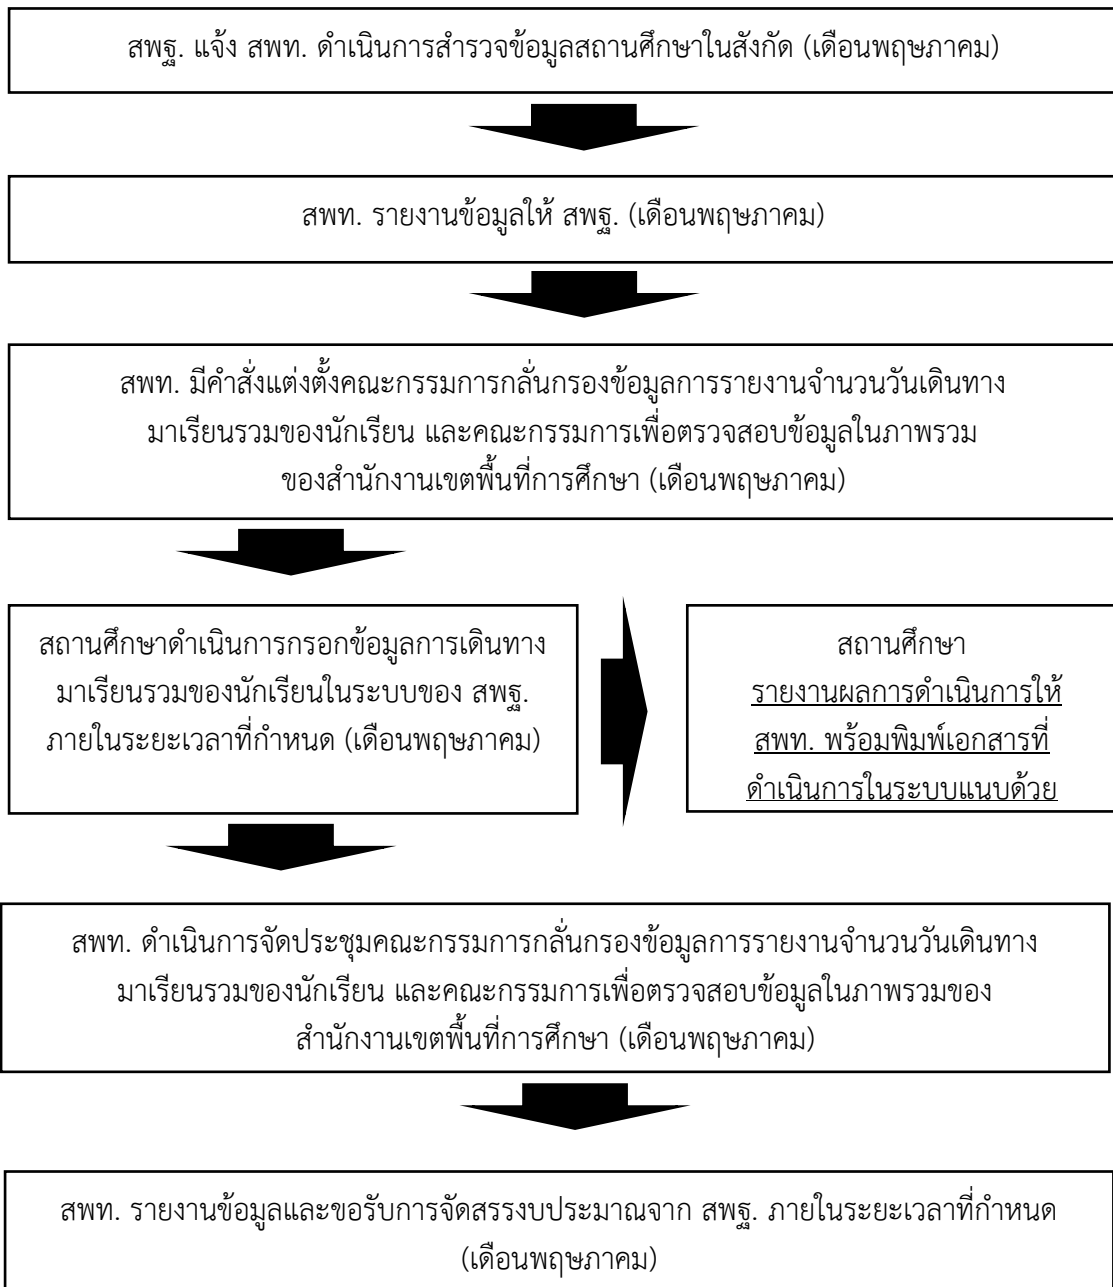 สพฐ. แจ้ง สพท. ดำเนินการสำรวจข้อมูลสถานศึกษาในสังกัด (เดือนพฤษภาคม)
สพท. รายงานข้อมูลให้ สพฐ. (เดือนพฤษภาคม)
สพท. มีคำสั่งแต่งตั้งคณะกรรมการกลั่นกรองข้อมูลการรายงานจำนวนวันเดินทาง
มาเรียนรวมของนักเรียน และคณะกรรมการเพื่อตรวจสอบข้อมูลในภาพรวม
ของสำนักงานเขตพื้นที่การศึกษา (เดือนพฤษภาคม)
สถานศึกษาดำเนินการกรอกข้อมูลการเดินทาง
มาเรียนรวมของนักเรียนในระบบของ สพฐ.
ภายในระยะเวลาที่กำหนด (เดือนพฤษภาคม)
สถานศึกษา
รายงานผลการดำเนินการให้
สพท. พร้อมพิมพ์เอกสารที่
ดำเนินการในระบบแนบด้วย
สพท. ดำเนินการจัดประชุมคณะกรรมการกลั่นกรองข้อมูลการรายงานจำนวนวันเดินทาง
มาเรียนรวมของนักเรียน และคณะกรรมการเพื่อตรวจสอบข้อมูลในภาพรวมของ
สำนักงานเขตพื้นที่การศึกษา (เดือนพฤษภาคม)
สพท. รายงานข้อมูลและขอรับการจัดสรรงบประมาณจาก สพฐ. ภายในระยะเวลาที่กำหนด
(เดือนพฤษภาคม)